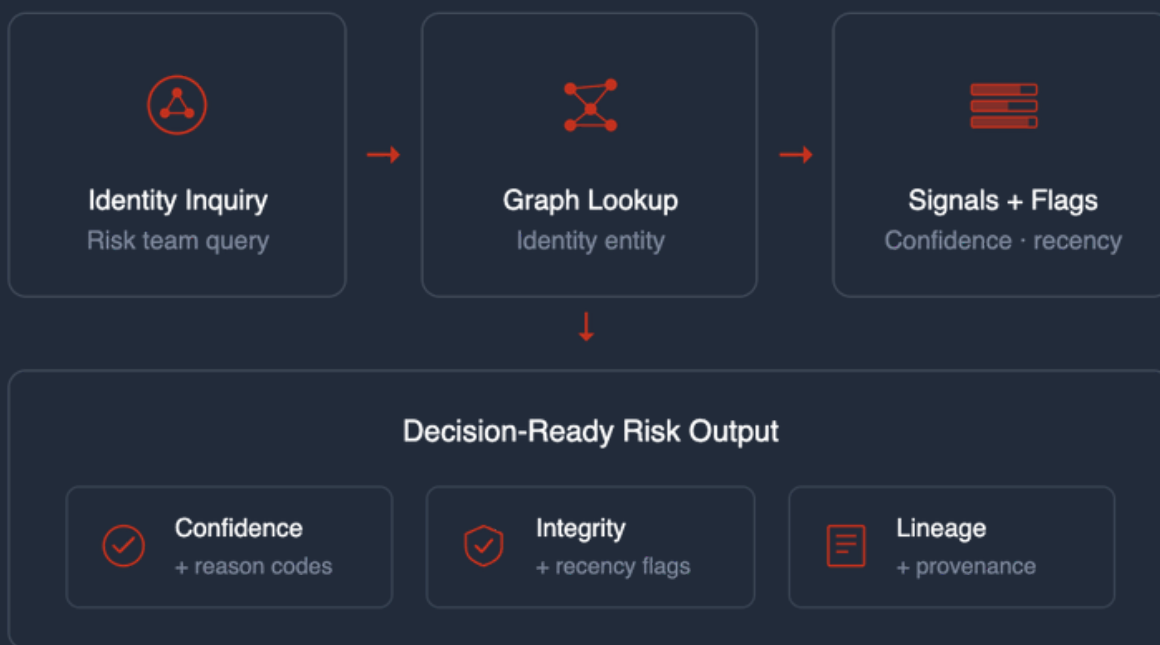 Identity Inquiry
Risk team query
Graph Lookup
Identity entity
Signals + Flags
Confidence · recency
Decision-Ready Risk Output
Confidence
+ reason codes
Integrity
+ recency flags
Lineage
+ provenance